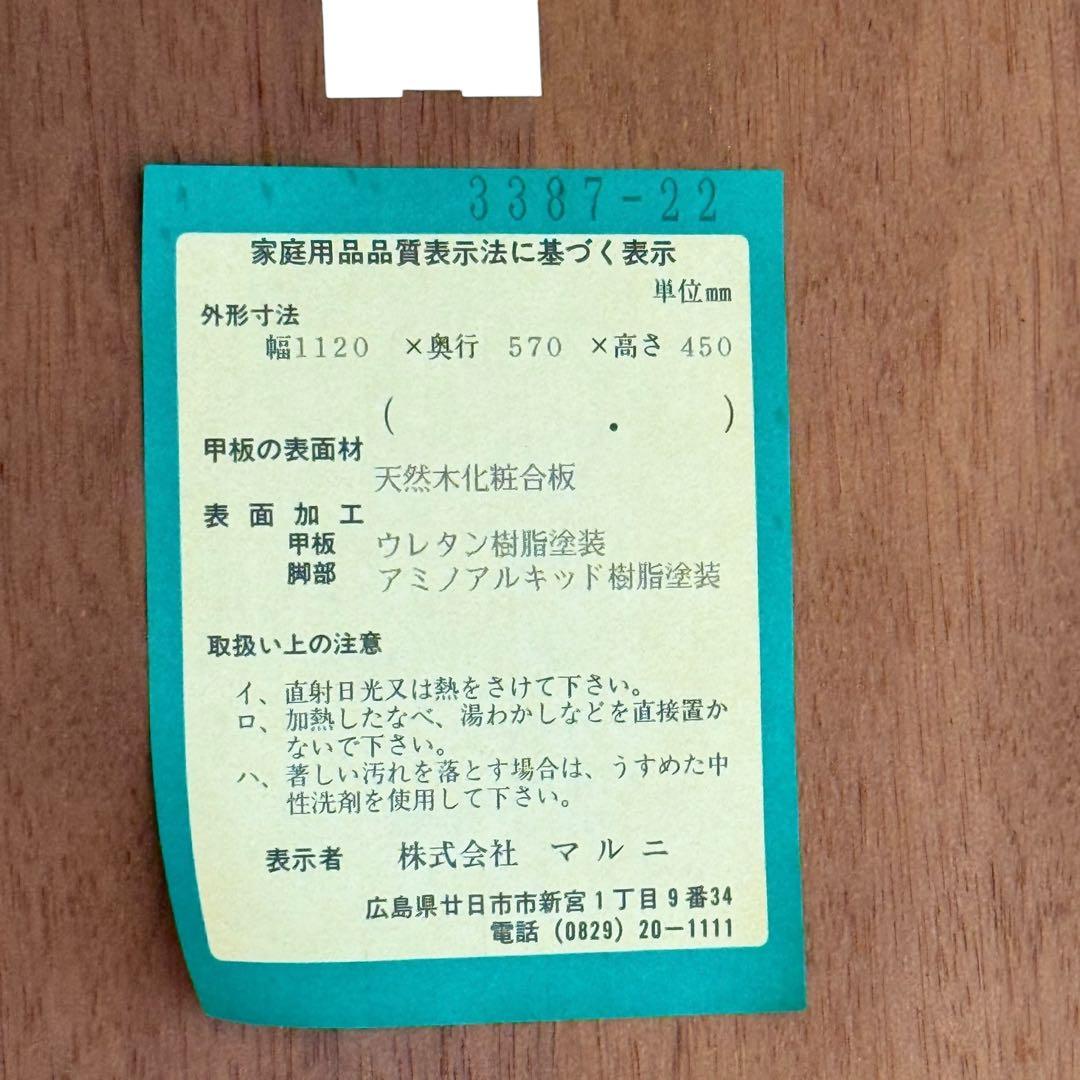 3387-22
家庭用品品質表示法に基づく表示
単位mm
外形寸法
幅1120 ×奥行 570 ×高さ 450
( . )
甲板の表面材
天然木化粧合板
表面加工
甲板 ウレタン樹脂塗装
脚部 アミノアルキッド樹脂塗装
取扱い上の注意
イ、直射日光又は熱をさけて下さい。
ロ、加熱したなべ、湯わかしなどを直接置か
ないで下さい。
ハ、著しい汚れを落とす場合は、うすめた中
性洗剤を使用して下さい。
表示者 株式会社 マルニ
広島県廿日市市新宮1丁目9番34
電話 (0829) 20-1111